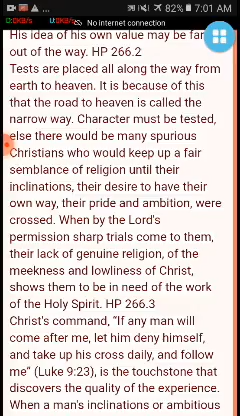 0KB/s 0KB/s 82% 7:01 AM
No internet connection
His idea of his own value may be far
out of the way. HP 266.2
Tests are placed all along the way from
earth to heaven. It is because of this
that the road to heaven is called the
narrow way. Character must be tested,
else there would be many spurious
Christians who would keep up a fair
semblance of religion until their
inclinations, their desire to have their
own way, their pride and ambition, were
crossed. When by the Lord's
permission sharp trials come to them,
their lack of genuine religion, of
the meekness and lowliness of Christ,
shows them to be in need of the work
of the Holy Spirit. HP 266.3
Christ's command, "If any man will
come after me, let him deny himself,
and take up his cross daily, and follow
me" (Luke 9:23), is the touchstone that
discovers the quality of the experience.
When a man's inclinations or ambitious